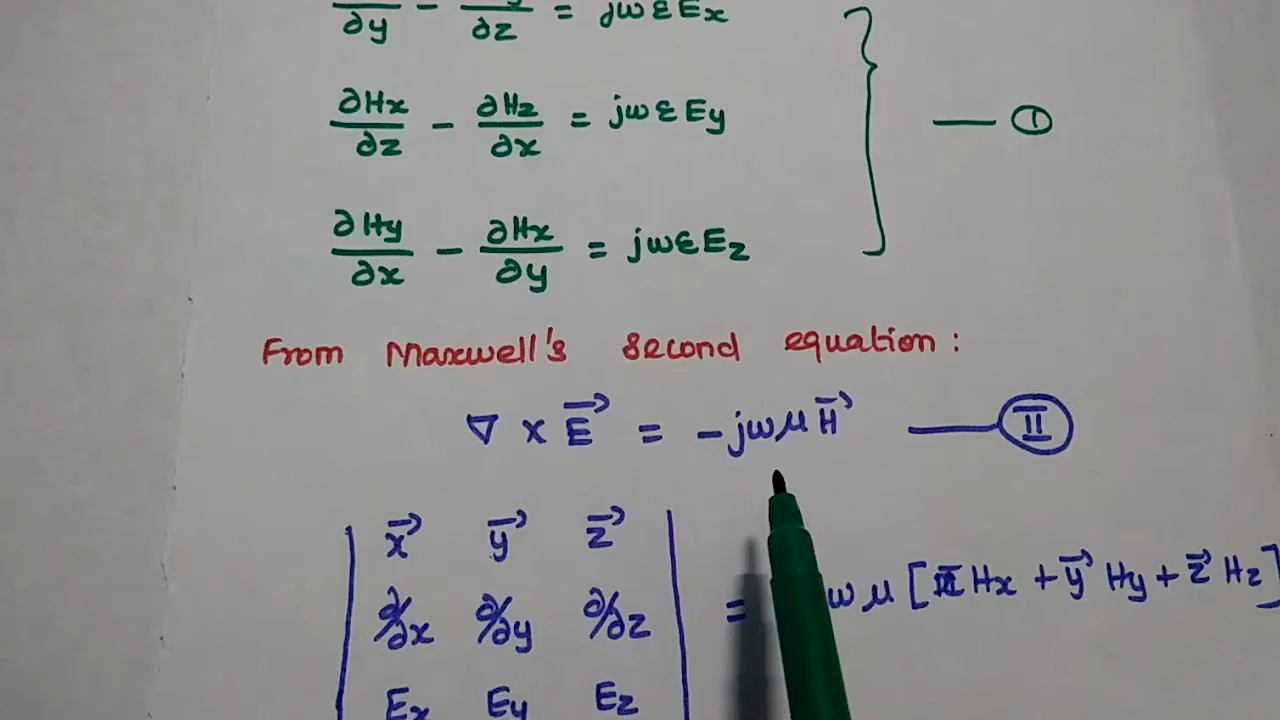 ∂y - ∂z = jωεEx
∂Hx/∂z - ∂Hz/∂x = jωεEy
— ①
∂Hy/∂x - ∂Hx/∂y = jωεEz
From Maxwell's second equation:
∇ × E⃗ = -jωμH⃗ — Ⅱ
x⃗ y⃗ z⃗
∂/∂x ∂/∂y ∂/∂z = ωμ[ Hx + y⃗ Hy + z⃗ Hz]
Ex Ey Ez